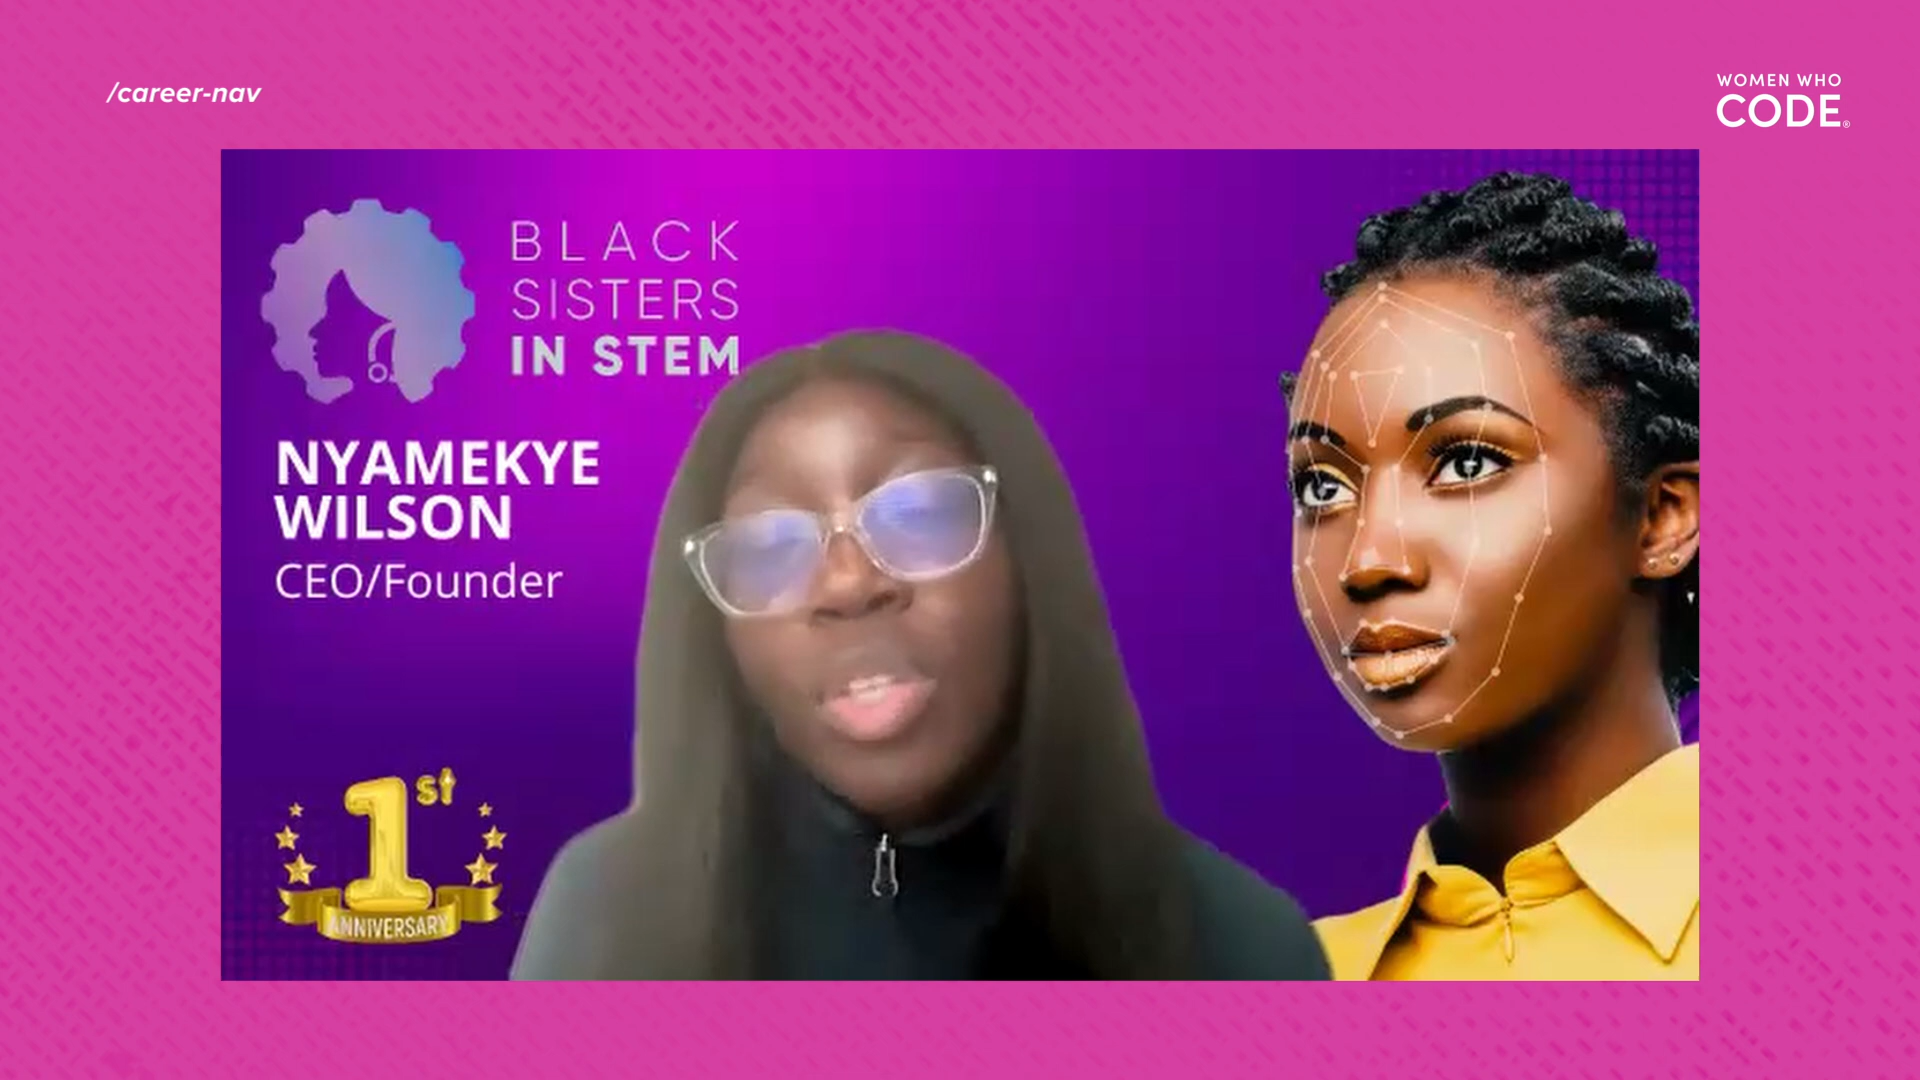 /career-nav
WOMEN WHO
CODE®
BLACK
SISTERS
IN STEM
NYAMEKYE
WILSON
CEO/Founder
1st
ANNIVERSARY